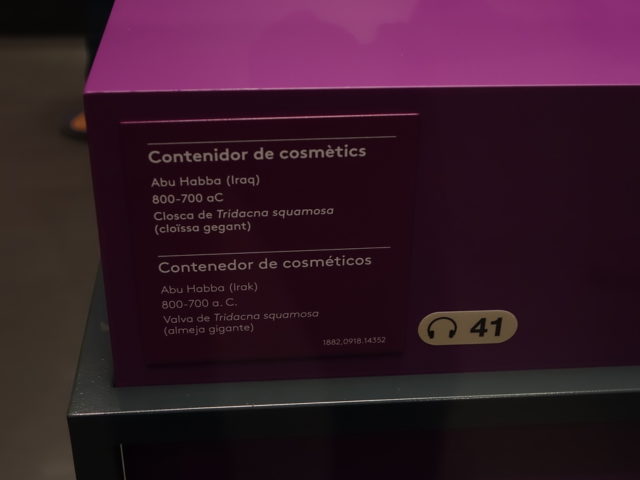 Contenidor de cosmètics
Abu Habba (Iraq)
800-700 aC
Closca de Tridacna squamosa
(cloïssa gegant)
Contenedor de cosméticos
Abu Habba (Irak)
800-700 a. C.
Valva de Tridacna squamosa
(almeja gigante)
1882,0918.14352
41